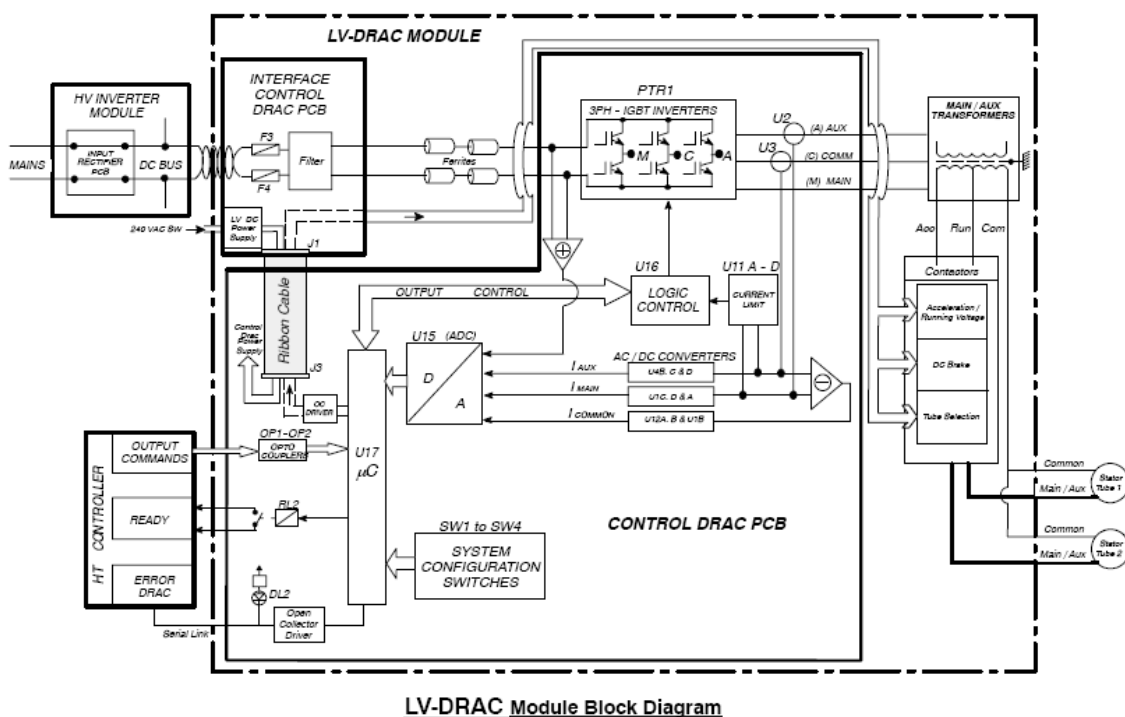 LV-DRAC MODULE
HV INVERTER
MODULE
MAINS
INPUT
RECTIFIER
PCB
DC BUS
INTERFACE
CONTROL
DRAC PCB
F3
F4
Filter
Ferrites
240 VAC SW
LV DC
Power
Supply
J1
Ribbon Cable
J3
Control
Drac Power
Supply
PTR1
3PH - IGBT INVERTERS
M
C
A
U2
U3
(A) AUX
(C) COMM
(M) MAIN
MAIN / AUX
TRANSFORMERS
Acc
Run
Com
Contactors
Acceleration /
Running Voltage
DC Brake
Tube Selection
Common
Main / Aux
Stator
Tube 1
Common
Main / Aux
Stator
Tube 2
U16
LOGIC
CONTROL
U11 A - D
CURRENT
LIMIT
OUTPUT CONTROL
U15 (ADC)
D
A
AC / DC CONVERTERS
I AUX
U4B, C & D
I MAIN
U1C, D & A
I COMMON
U12A, B & U1B
OC
DRIVER
OP1-OP2
OPTO
COUPLERS
U17
µC
HT CONTROLLER
OUTPUT
COMMANDS
READY
ERROR
DRAC
RL2
DL2
Serial Link
Open
Collector
Driver
SW1 to SW4
SYSTEM
CONFIGURATION
SWITCHES
CONTROL DRAC PCB
LV-DRAC Module Block Diagram